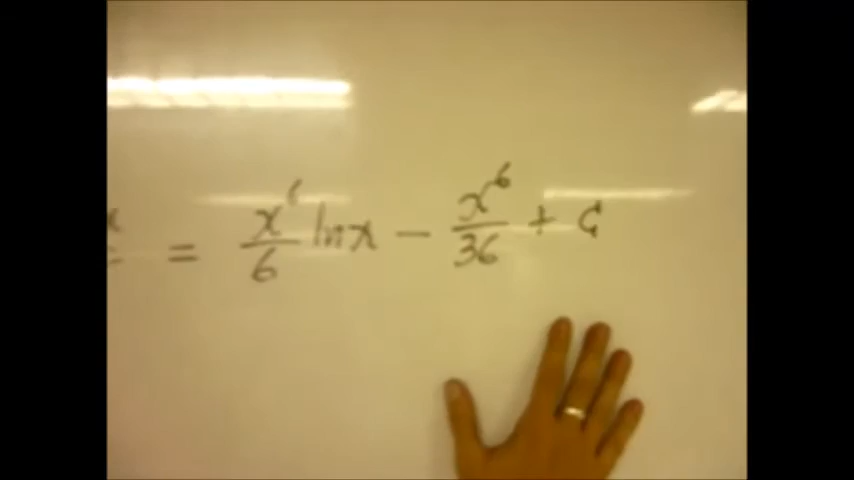 = x^6/6 ln x - x^6/36 + C